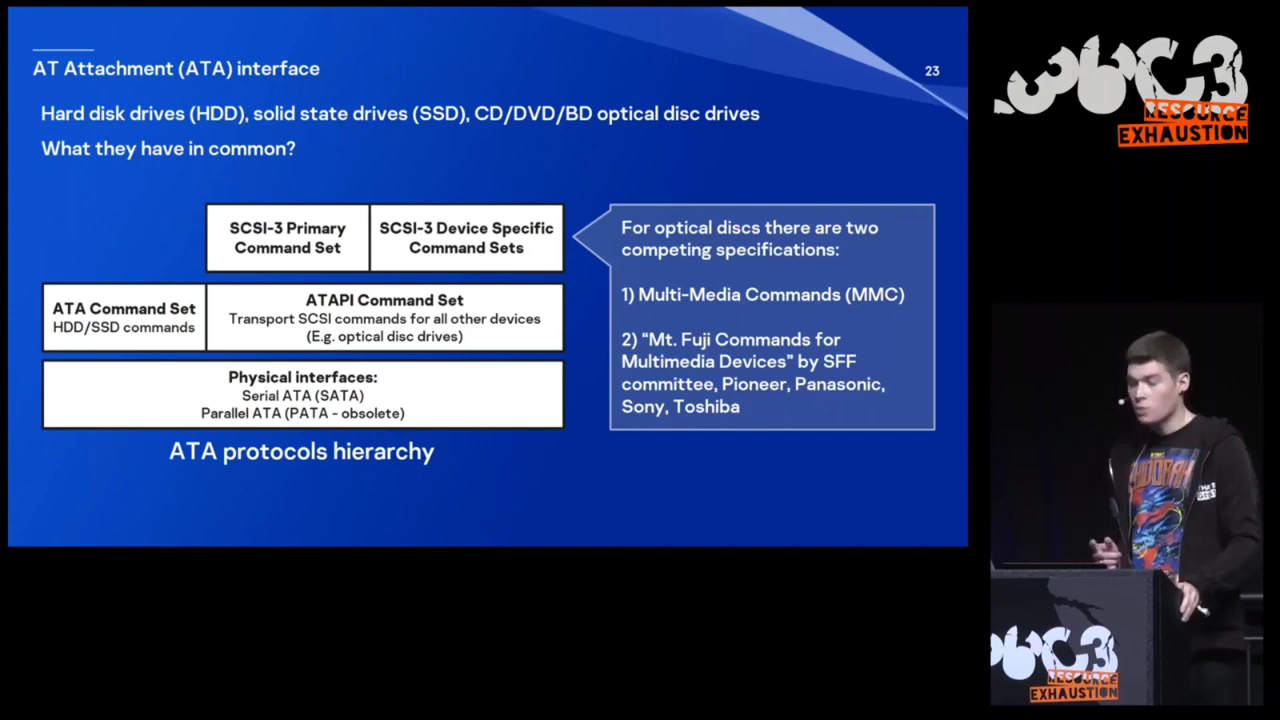 AT Attachment (ATA) interface
23
Hard disk drives (HDD), solid state drives (SSD), CD/DVD/BD optical disc drives
What they have in common?
SCSI-3 Primary
Command Set
SCSI-3 Device Specific
Command Sets
ATA Command Set
HDD/SSD commands
ATAPI Command Set
Transport SCSI commands for all other devices
(E.g. optical disc drives)
Physical interfaces:
Serial ATA (SATA)
Parallel ATA (PATA - obsolete)
ATA protocols hierarchy
For optical discs there are two
competing specifications:
1) Multi-Media Commands (MMC)
2) “Mt. Fuji Commands for
Multimedia Devices” by SFF
committee, Pioneer, Panasonic,
Sony, Toshiba
36C3
RESOURCE
EXHAUSTION
36C3
RESOURCE
EXHAUSTION